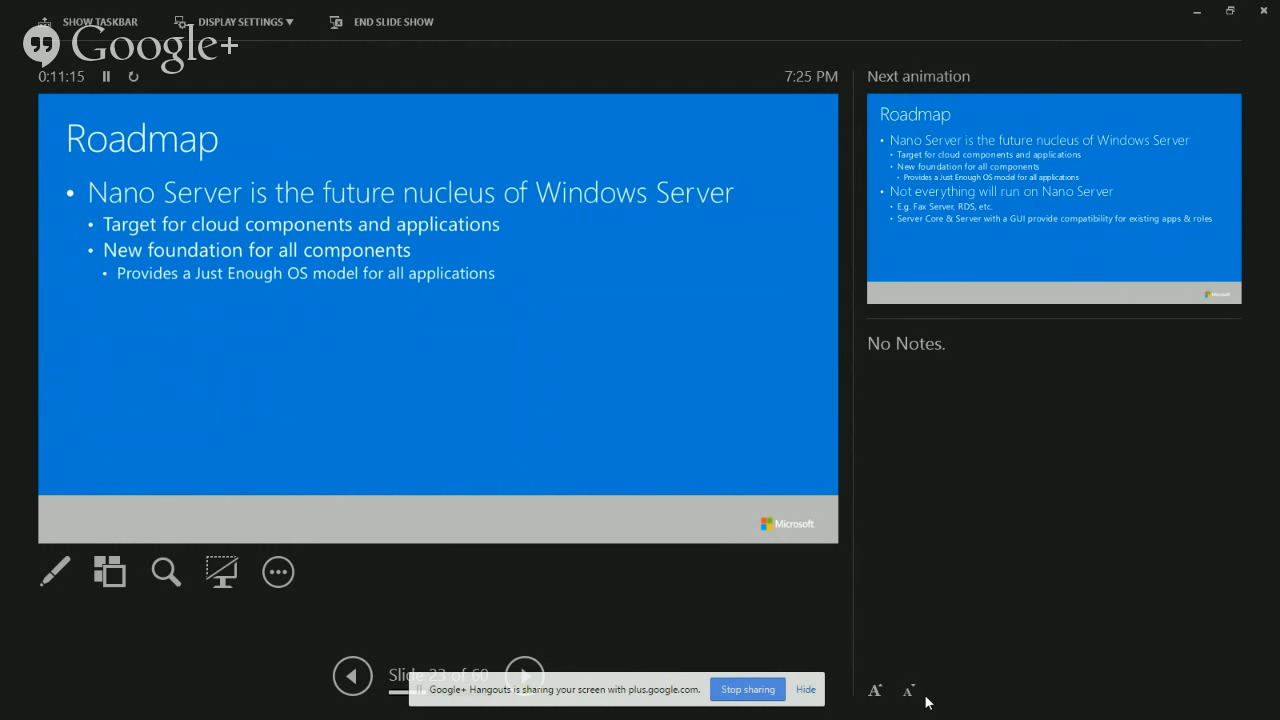 SHOW TASKBAR
DISPLAY SETTINGS ▼
END SLIDE SHOW
Google+
0:11:15
7:25 PM
Roadmap
• Nano Server is the future nucleus of Windows Server
• Target for cloud components and applications
• New foundation for all components
• Provides a Just Enough OS model for all applications
Microsoft
Next animation
Roadmap
• Nano Server is the future nucleus of Windows Server
• Target for cloud components and applications
• New foundation for all components
• Provides a Just Enough OS model for all applications
• Not everything will run on Nano Server
• E.g. Fax Server, RDS, etc.
• Server Core & Server with a GUI provide compatibility for existing apps & roles
Microsoft
No Notes.
Slide 23 of 60
Google+ Hangouts is sharing your screen with plus.google.com.
Stop sharing
Hide
A A